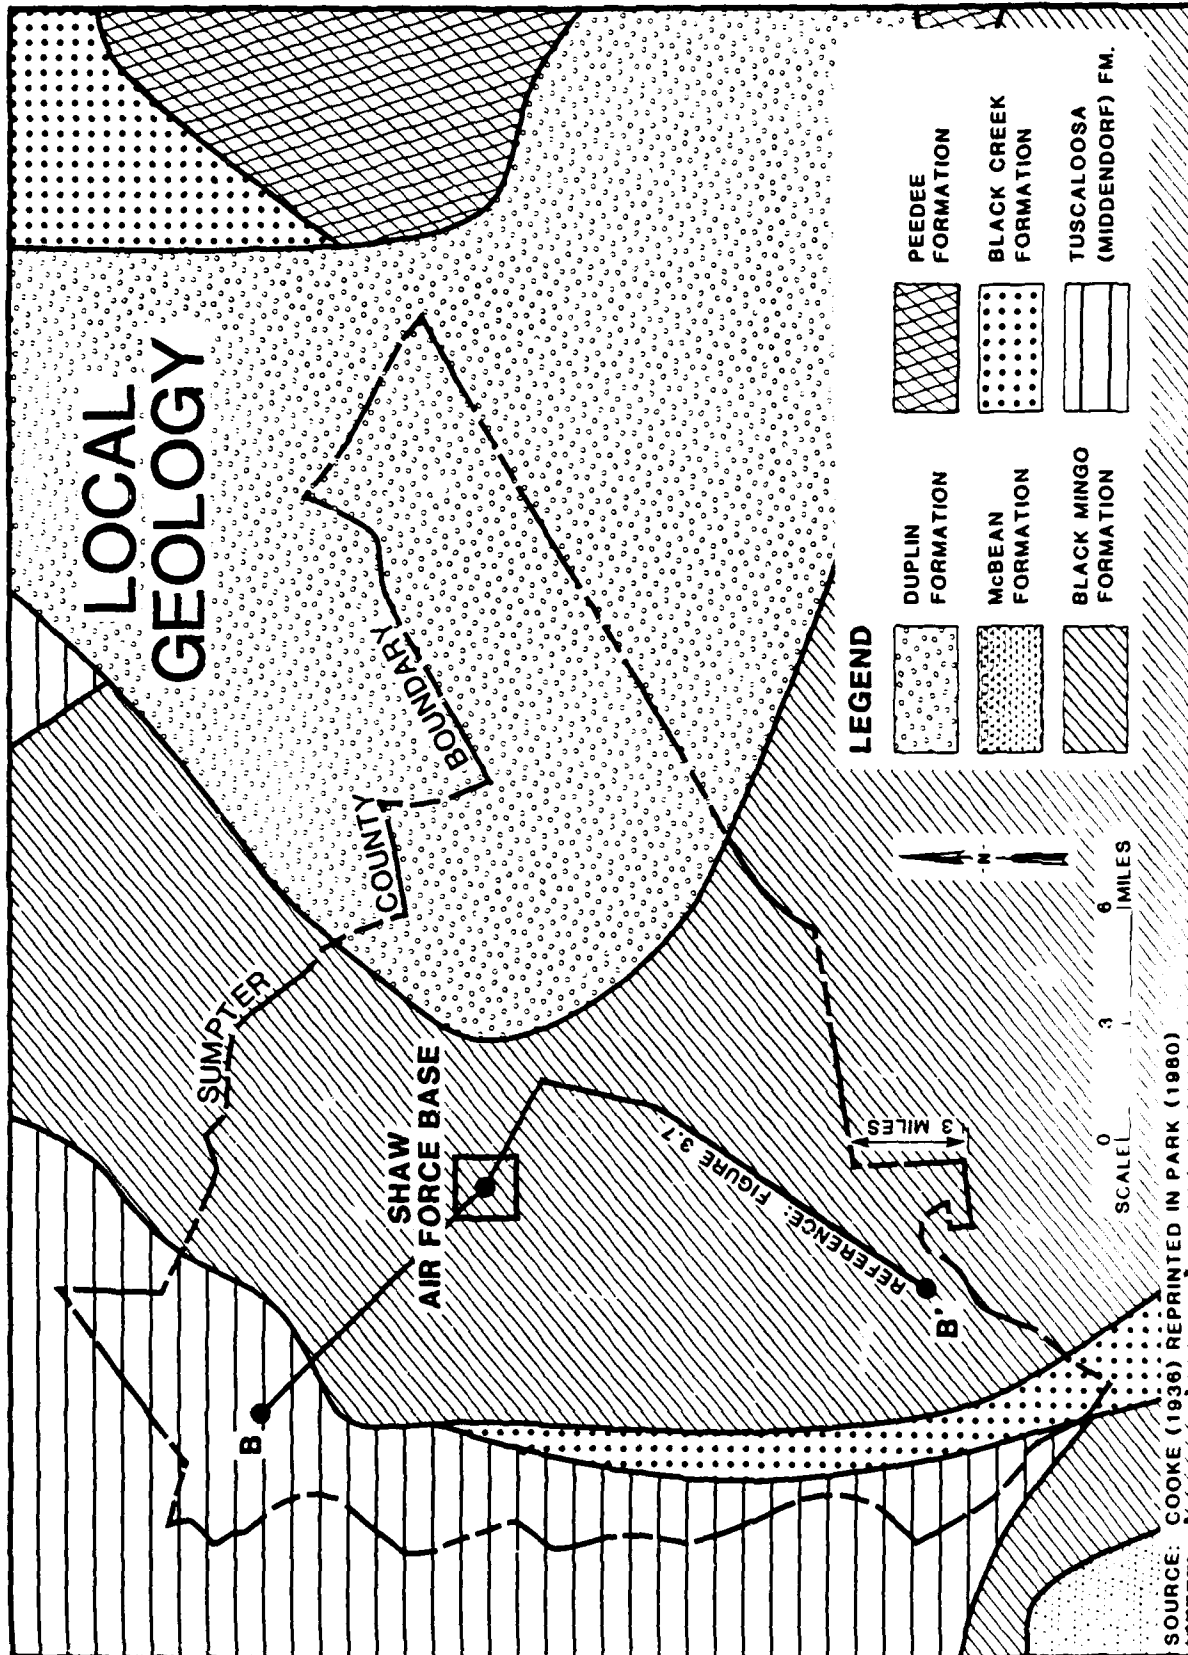 LOCAL
GEOLOGY
SUMPTER
COUNTY
BOUNDARY
SHAW
AIR FORCE BASE
B
B'
REFERENCE: FIGURE 3.7
3 MILES
N
SCALE
0
3
6
MILES
LEGEND
DUPLIN
FORMATION
McBEAN
FORMATION
BLACK MINGO
FORMATION
PEEDEE
FORMATION
BLACK CREEK
FORMATION
TUSCALOOSA
(MIDDENDORF) FM.
SOURCE: COOKE (1936) REPRINTED IN PARK (1980)